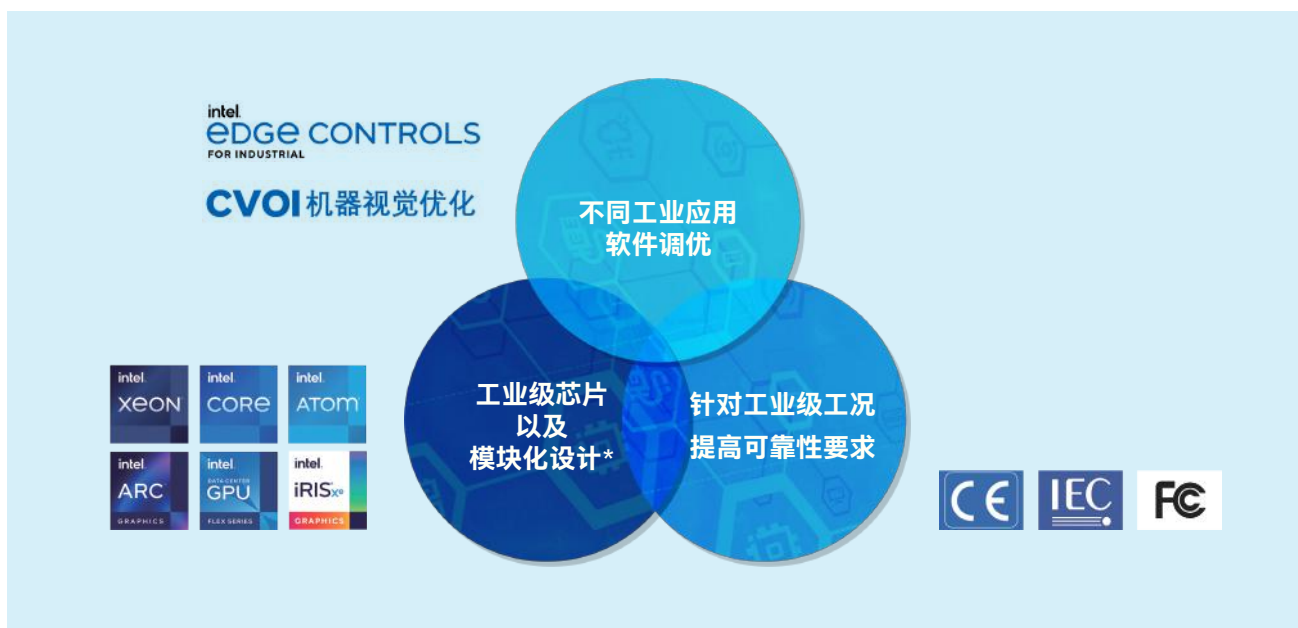 intel.
eDGe CONTROLS
FOR INDUSTRIAL
CVOI机器视觉优化
不同工业应用
软件调优
工业级芯片
以及
模块化设计*
针对工业级工况
提高可靠性要求
intel.
xeon
intel.
CORe
intel.
ATOM
intel.
ARC
GRAPHICS
intel.
DATA CENTER
GPU
FLEX SERIES
intel.
iRISxe
GRAPHICS
CE
IEC
FC